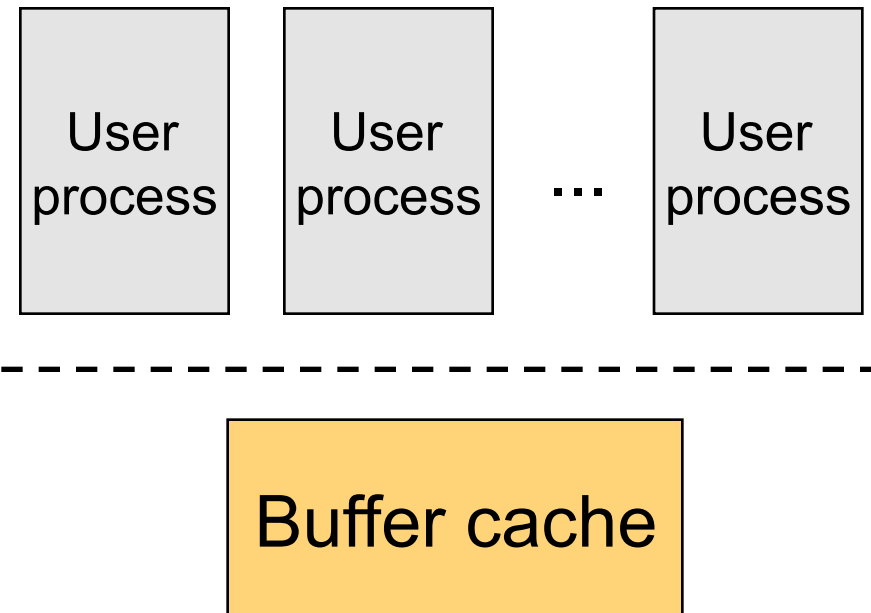 User
process
User
process
...
User
process
Buffer cache